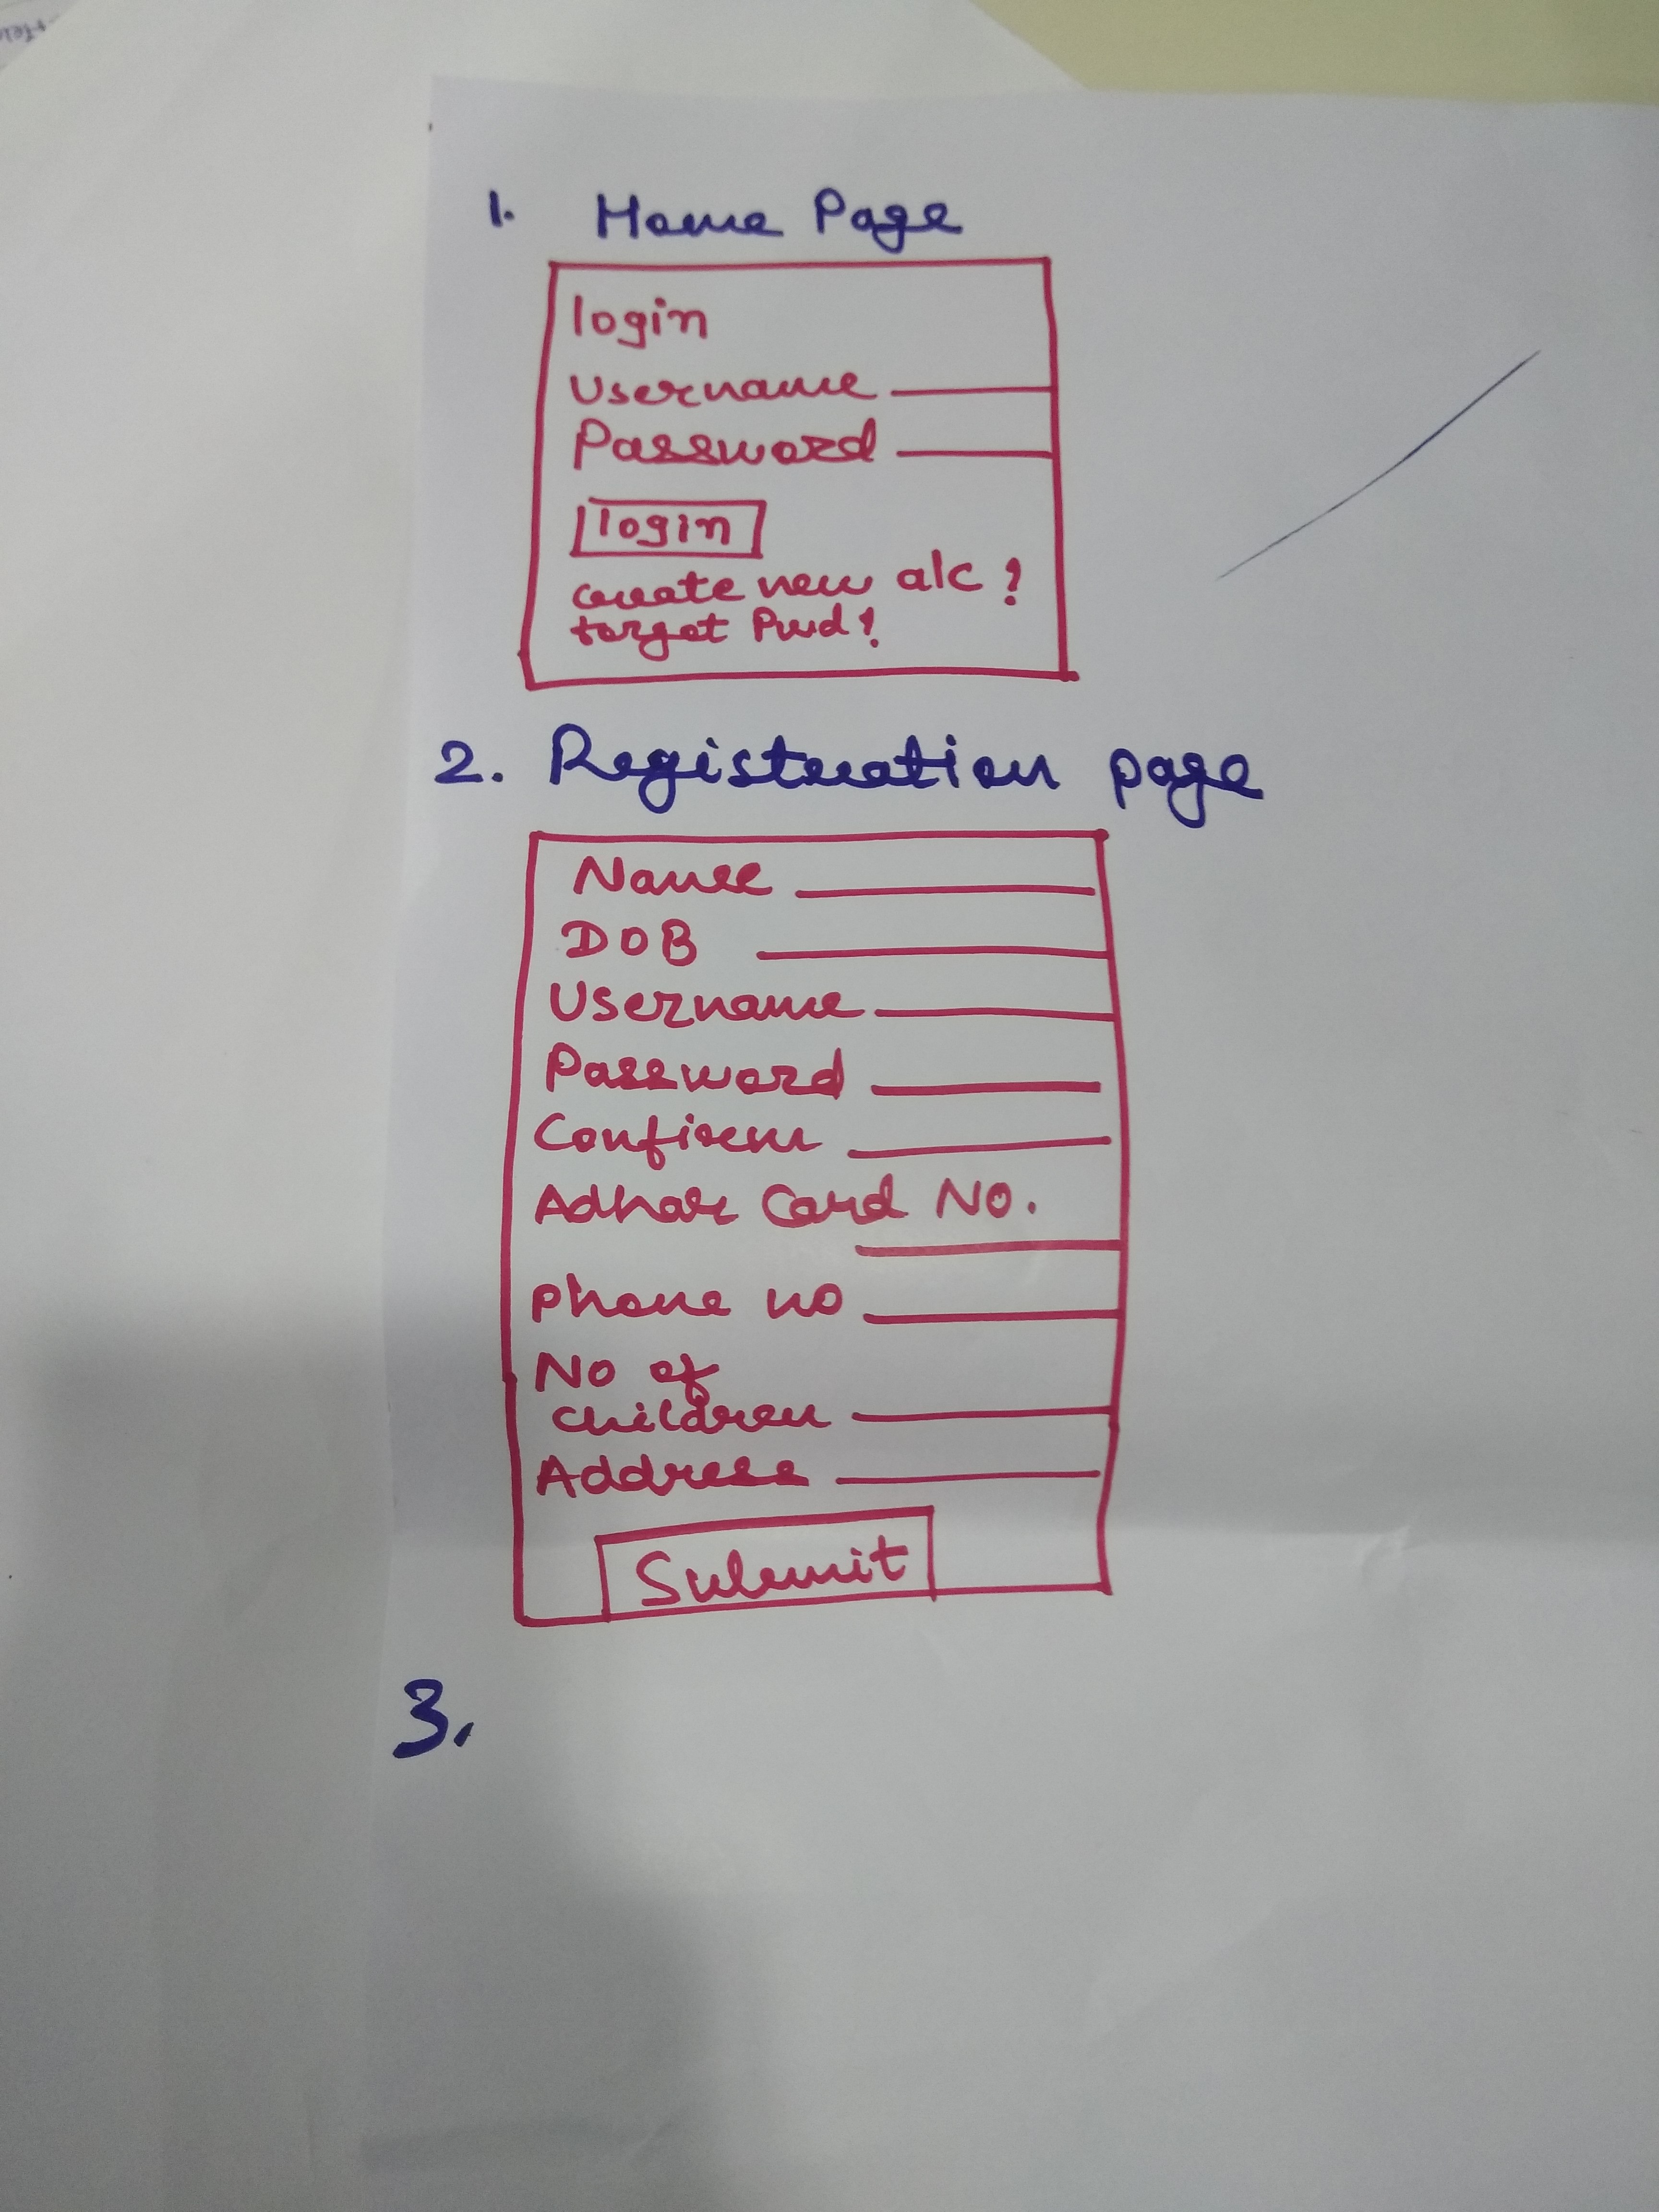 1. Home Page
login
Username
Password
login
create new a/c ?
forget Pwd ?
2. Registration page
Name
DOB
Username
Password
Confirm
Adhar Card NO.
Phone no
No of
children
Address
Submit
3.